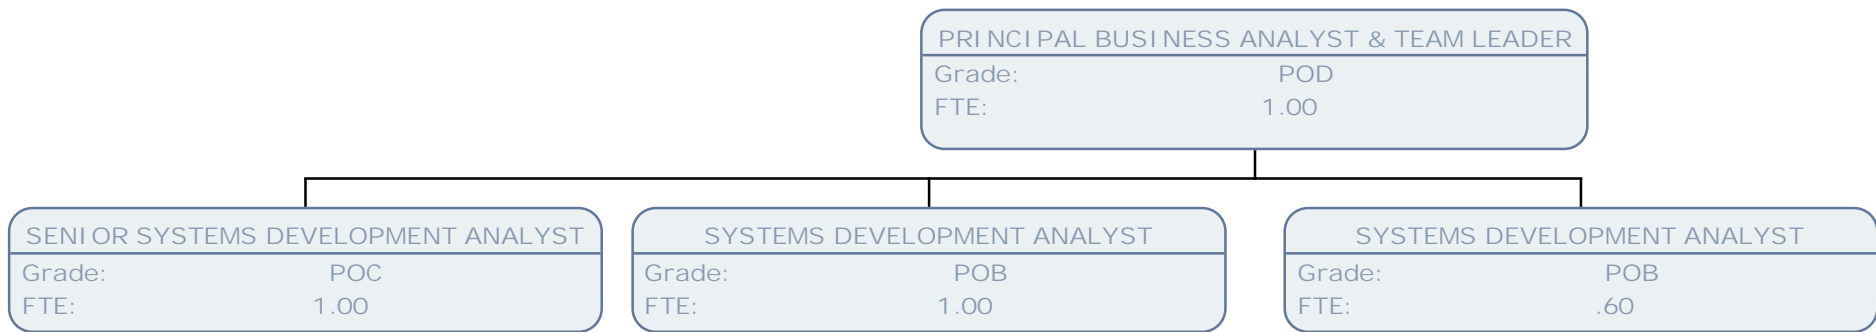 PRINCIPAL BUSINESS ANALYST & TEAM LEADER
Grade: POD
FTE: 1.00
SENIOR SYSTEMS DEVELOPMENT ANALYST
Grade: POC
FTE: 1.00
SYSTEMS DEVELOPMENT ANALYST
Grade: POB
FTE: 1.00
SYSTEMS DEVELOPMENT ANALYST
Grade: POB
FTE: .60